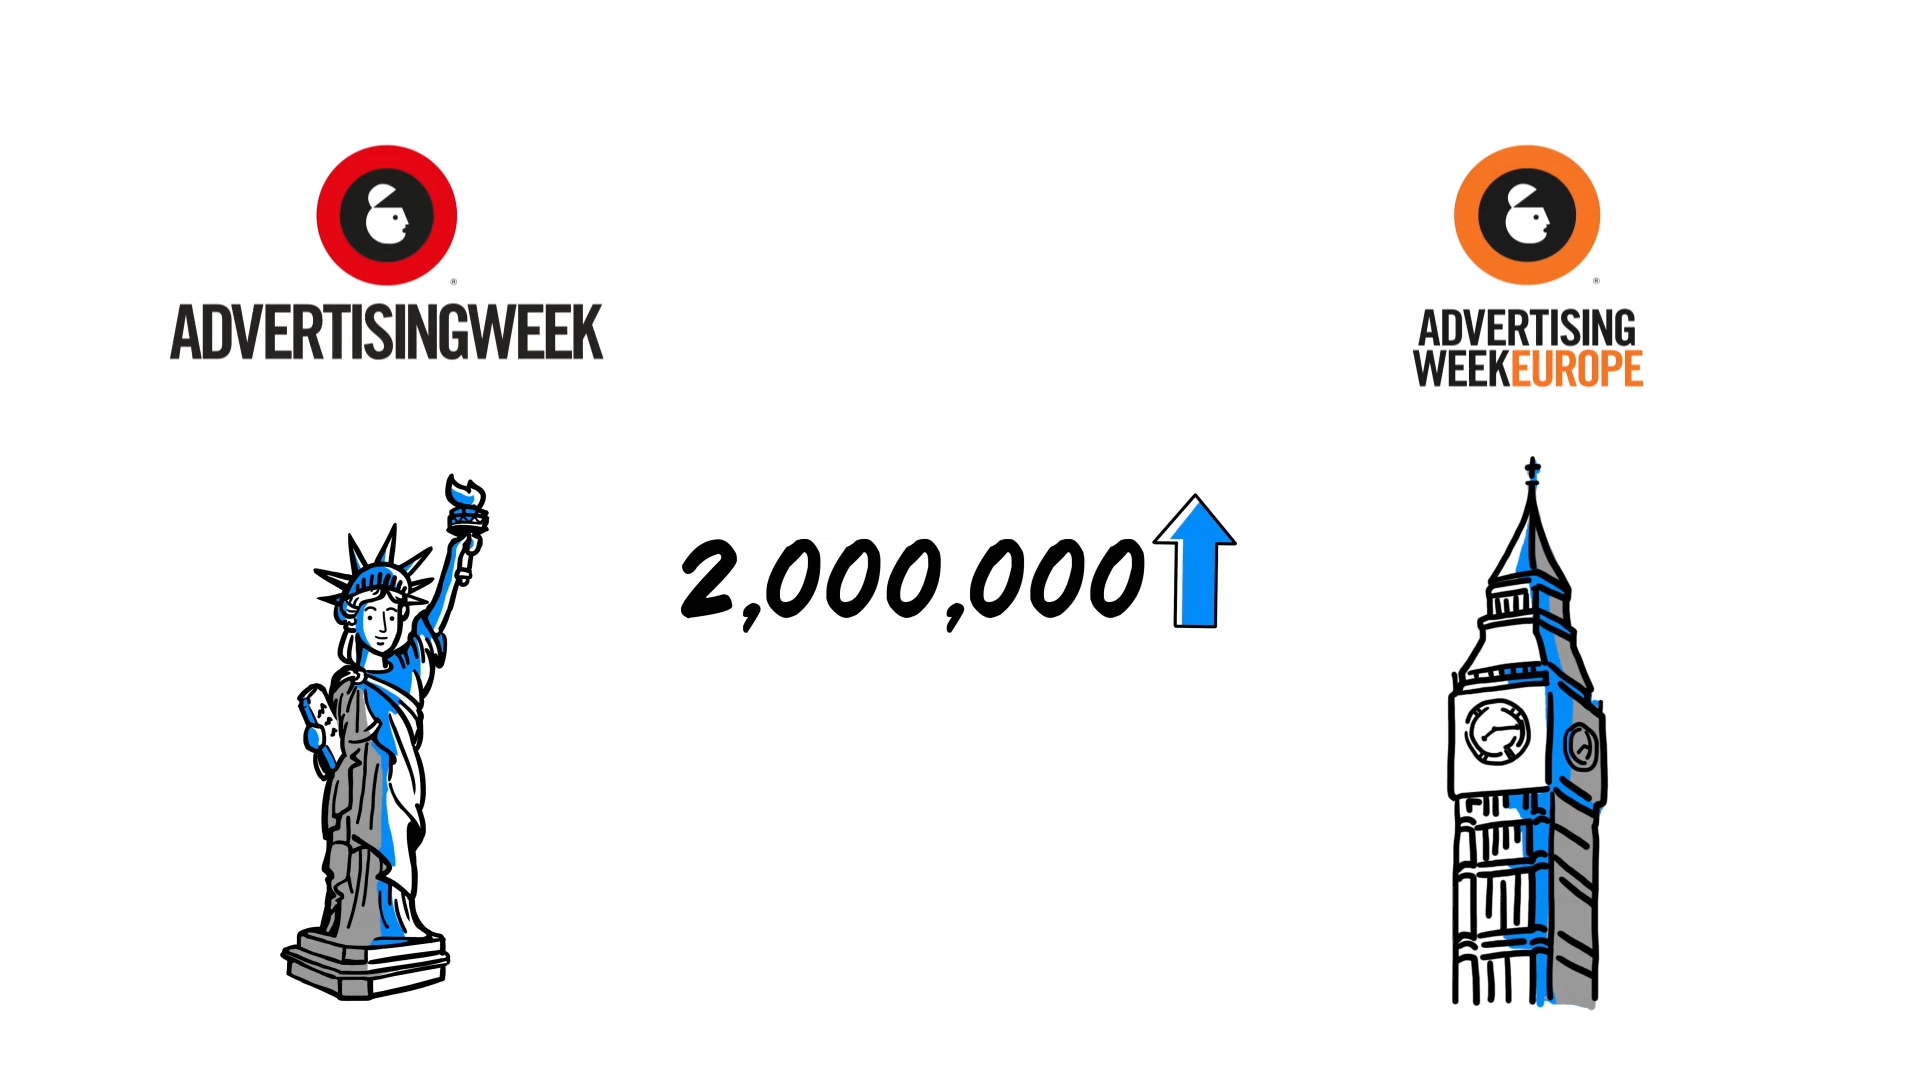 ®
ADVERTISINGWEEK
®
ADVERTISING
WEEKEUROPE
2,000,000